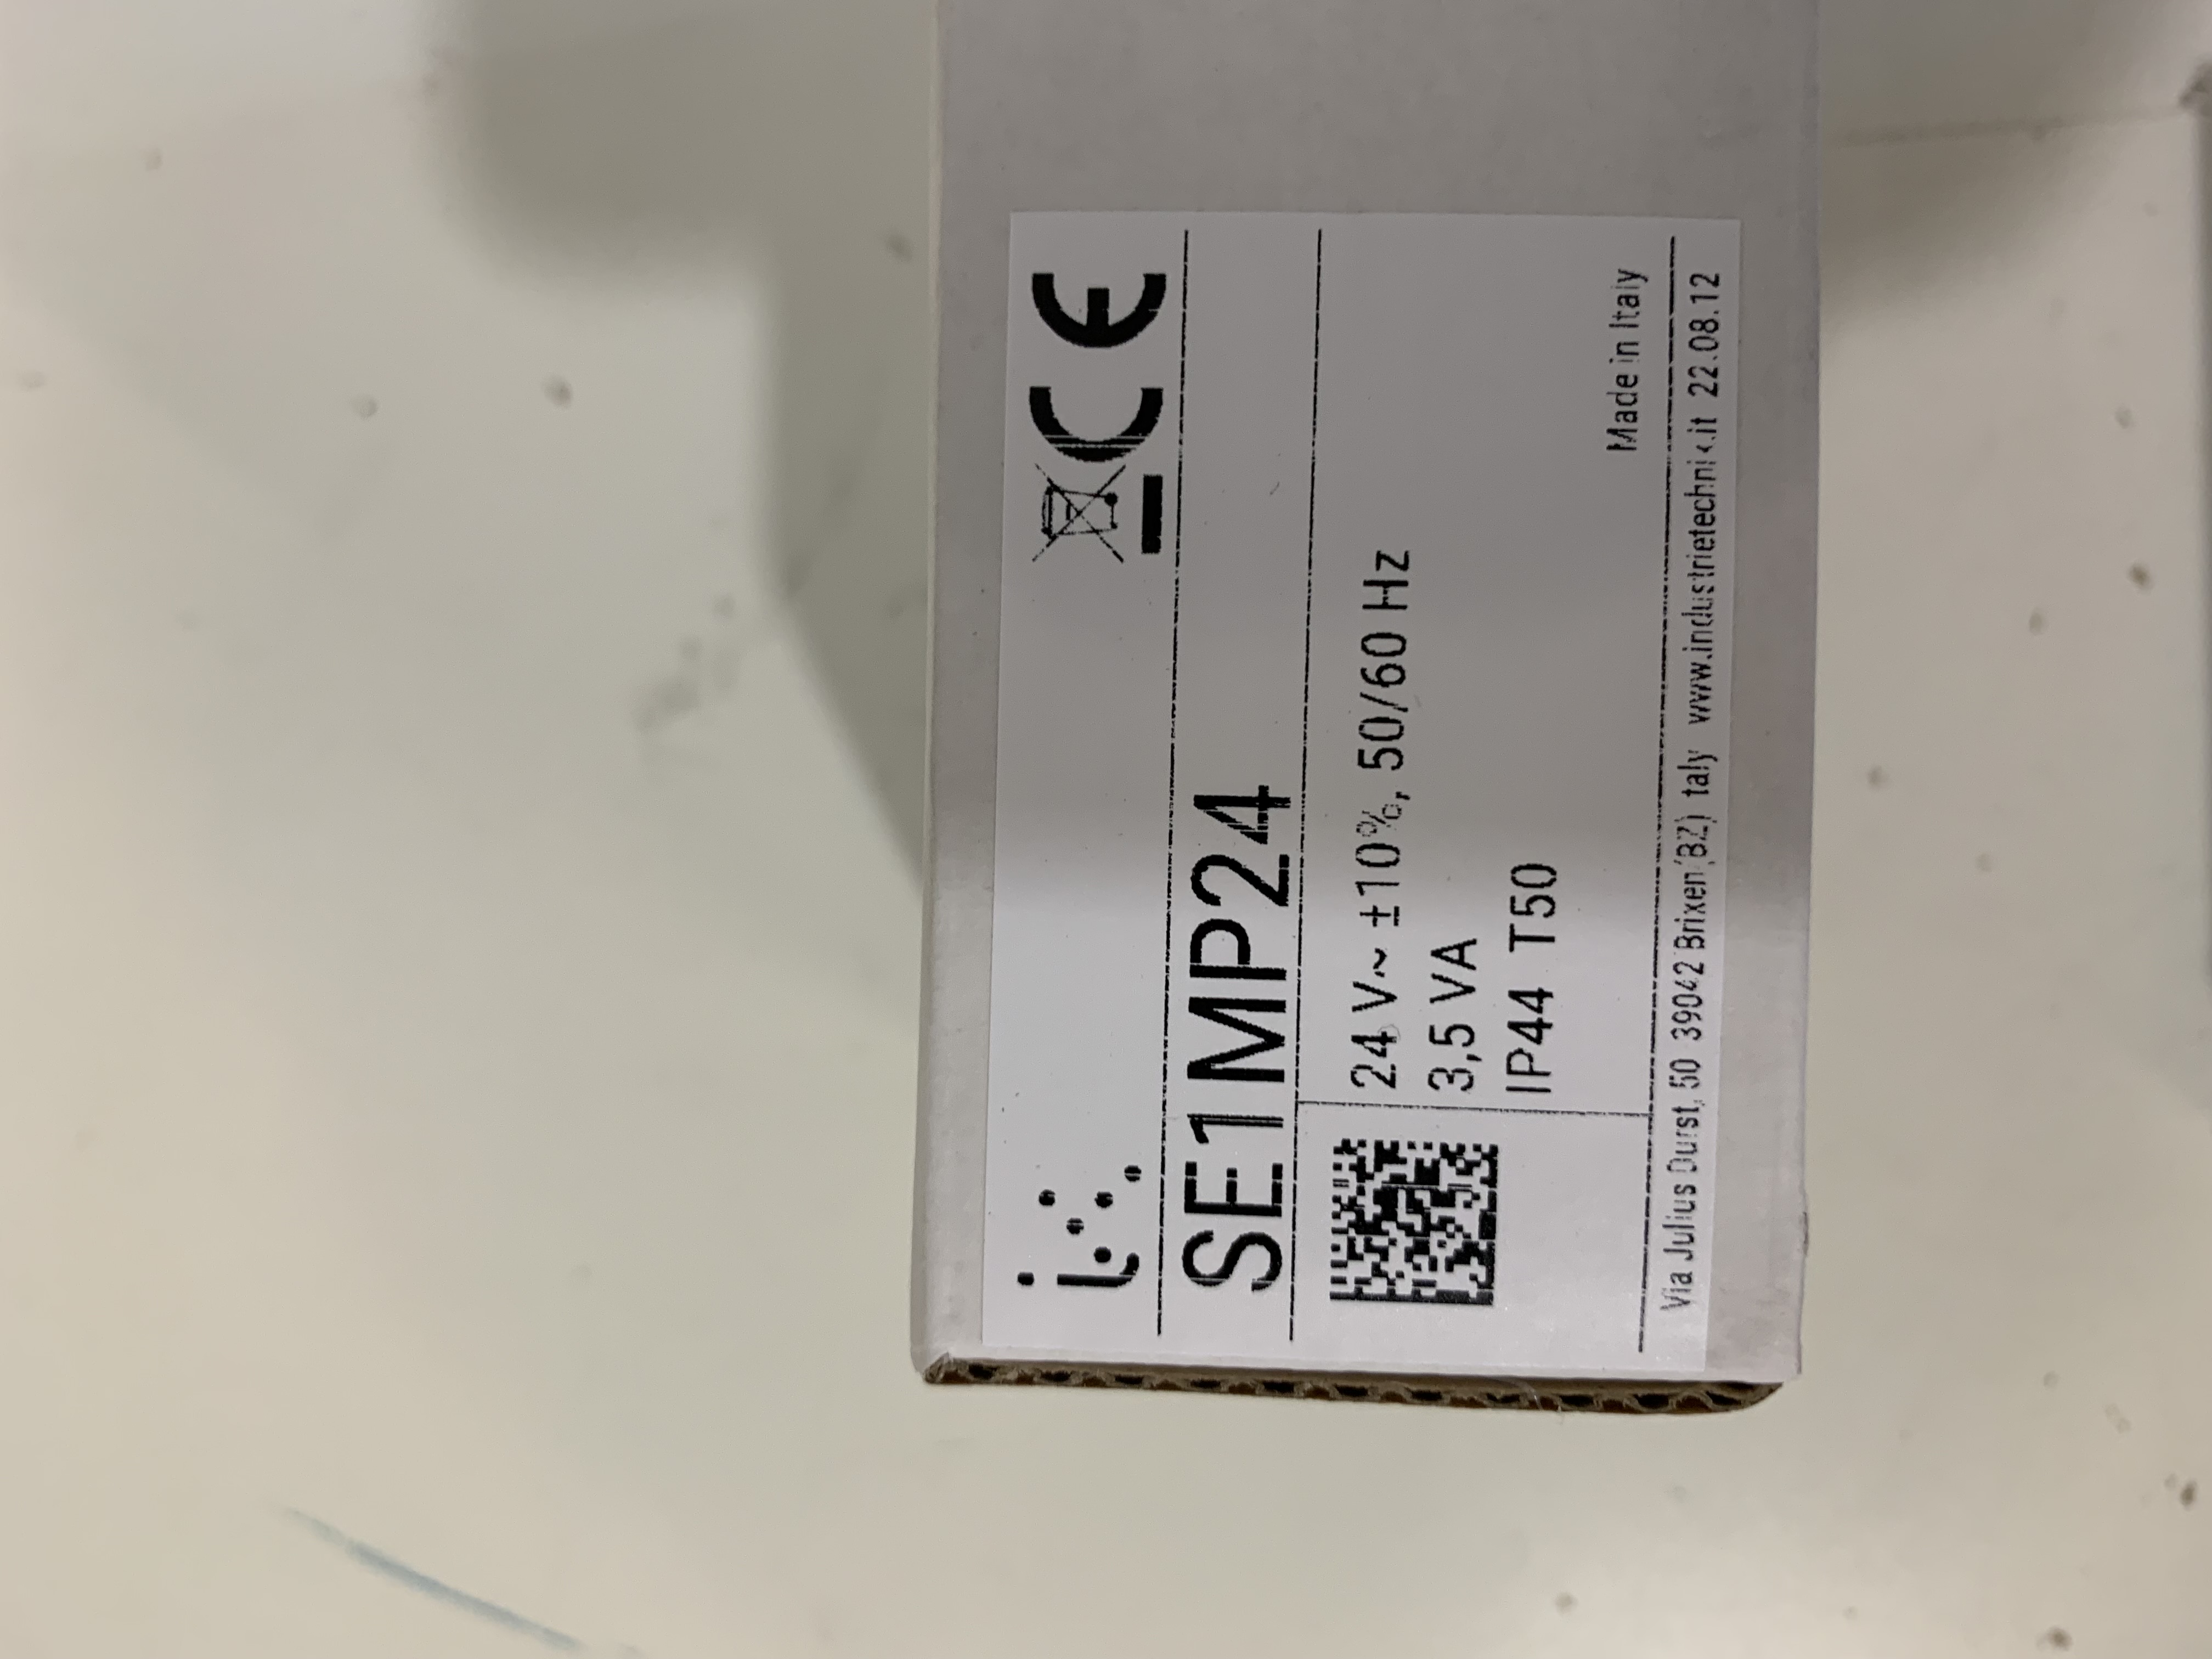 SE1MP24
24 V~ ±10%, 50/60 Hz
3,5 VA
IP44 T50
Made in Italy
Via Julius Durst, 50 39042 Brixen (BZ) taly www.industrietechnik.it 22.08.12